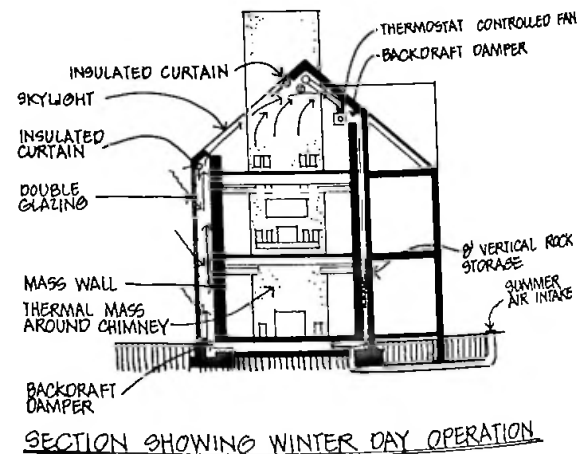 THERMOSTAT CONTROLLED FAN
BACKDRAFT DAMPER
INSULATED CURTAIN
SKYLIGHT
INSULATED
CURTAIN
DOUBLE
GLAZING
MASS WALL
THERMAL MASS
AROUND CHIMNEY
8' VERTICAL ROCK
STORAGE
SUMMER
AIR INTAKE
BACKDRAFT
DAMPER
SECTION SHOWING WINTER DAY OPERATION